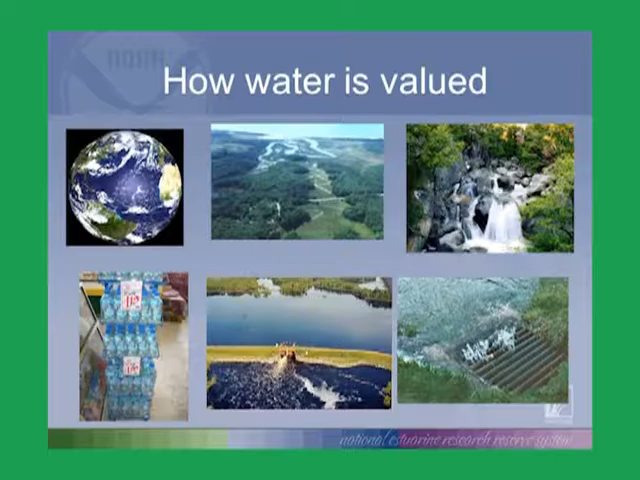 How water is valued
national estuarine research reserve system